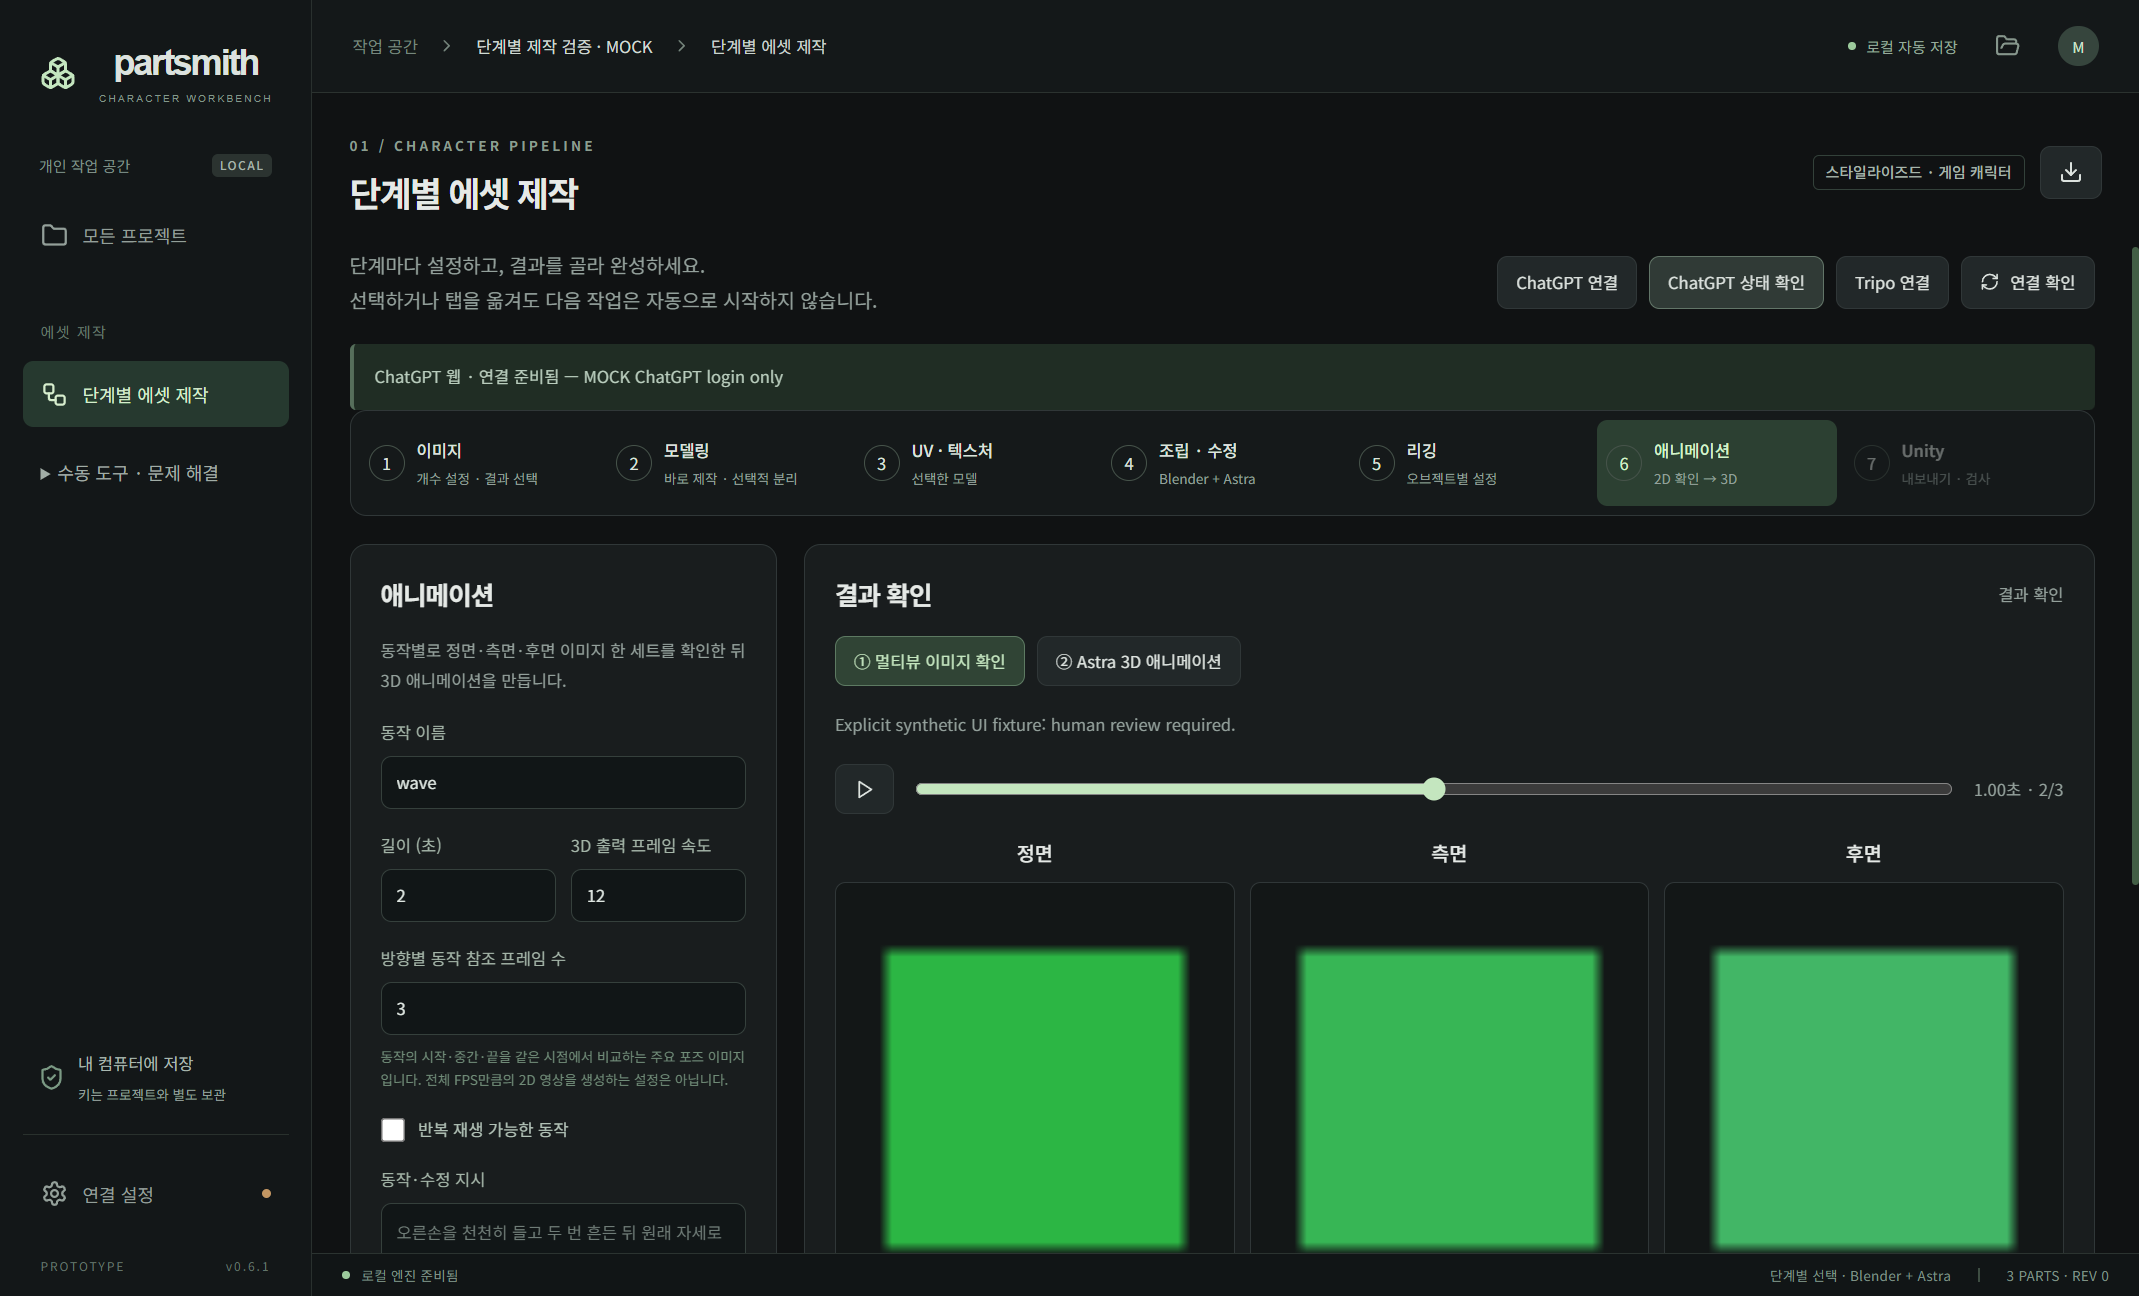 partsmith
CHARACTER WORKBENCH
개인 작업 공간
LOCAL
모든 프로젝트
에셋 제작
단계별 에셋 제작
수동 도구 · 문제 해결
내 컴퓨터에 저장
키는 프로젝트와 별도 보관
연결 설정
PROTOTYPE
v0.6.1
작업 공간
단계별 제작 검증 · MOCK
단계별 에셋 제작
로컬 자동 저장
M
01 / CHARACTER PIPELINE
단계별 에셋 제작
스타일라이즈드 · 게임 캐릭터
단계마다 설정하고, 결과를 골라 완성하세요.
선택하거나 탭을 옮겨도 다음 작업은 자동으로 시작하지 않습니다.
ChatGPT 연결
ChatGPT 상태 확인
Tripo 연결
연결 확인
ChatGPT 웹 · 연결 준비됨 — MOCK ChatGPT login only
1
이미지
개수 설정 · 결과 선택
2
모델링
바로 제작 · 선택적 분리
3
UV · 텍스처
선택한 모델
4
조립 · 수정
Blender + Astra
5
리깅
오브젝트별 설정
6
애니메이션
2D 확인 → 3D
7
Unity
내보내기 · 검사
애니메이션
동작별로 정면·측면·후면 이미지 한 세트를 확인한 뒤
3D 애니메이션을 만듭니다.
동작 이름
wave
길이 (초)
3D 출력 프레임 속도
2
12
방향별 동작 참조 프레임 수
3
동작의 시작·중간·끝을 같은 시점에서 비교하는 주요 포즈 이미지
입니다. 전체 FPS만큼의 2D 영상을 생성하는 설정은 아닙니다.
반복 재생 가능한 동작
동작·수정 지시
오른손을 천천히 들고 두 번 흔든 뒤 원래 자세로
결과 확인
결과 확인
① 멀티뷰 이미지 확인
② Astra 3D 애니메이션
Explicit synthetic UI fixture: human review required.
1.00초 · 2/3
정면
측면
후면
로컬 엔진 준비됨
단계별 선택 · Blender + Astra
3 PARTS · REV 0